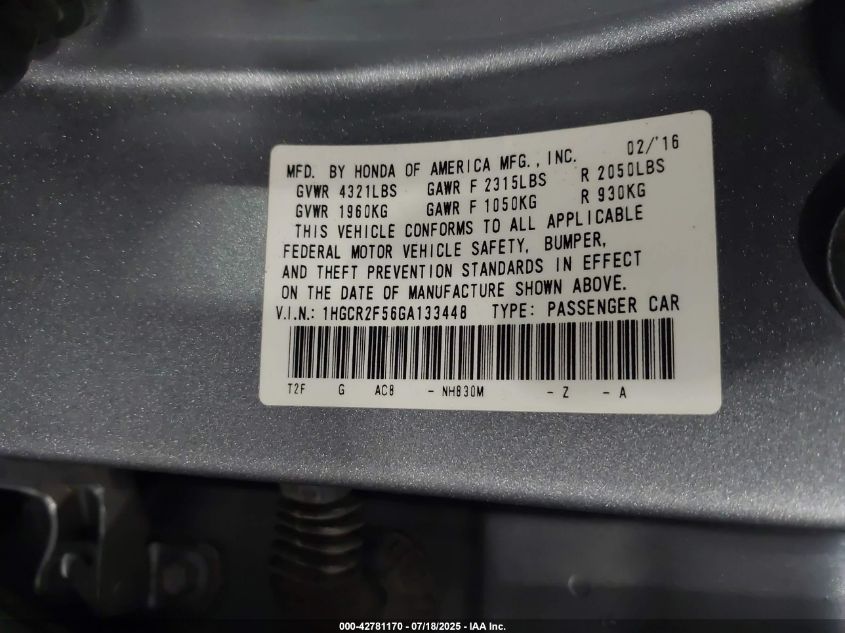 02/'16
MFD. BY HONDA OF AMERICA MFG., INC.
GVWR 4321LBS GAWR F 2315LBS R 2050LBS
GVWR 1960KG GAWR F 1050KG R 930KG
THIS VEHICLE CONFORMS TO ALL APPLICABLE
FEDERAL MOTOR VEHICLE SAFETY, BUMPER,
AND THEFT PREVENTION STANDARDS IN EFFECT
ON THE DATE OF MANUFACTURE SHOWN ABOVE.
V.I.N.: 1HGCR2F56GA133448 TYPE: PASSENGER CAR
T2F G AC8 - NH830M - Z - A
000-42781170 - 07/18/2025 - IAA Inc.